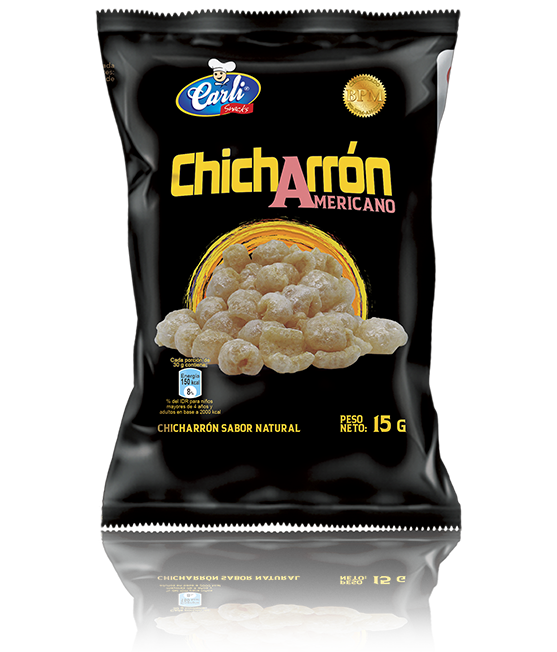 Carli
Snacks
BPM
ChichArrón
AMERICANO
Cada porción de
30 g contiene:
Energía
150 kcal
8%
% del IDR para niños
mayores de 4 años y
adultos en base a 2000 kcal
CHICHARRÓN SABOR NATURAL
PESO
NETO: 15 G